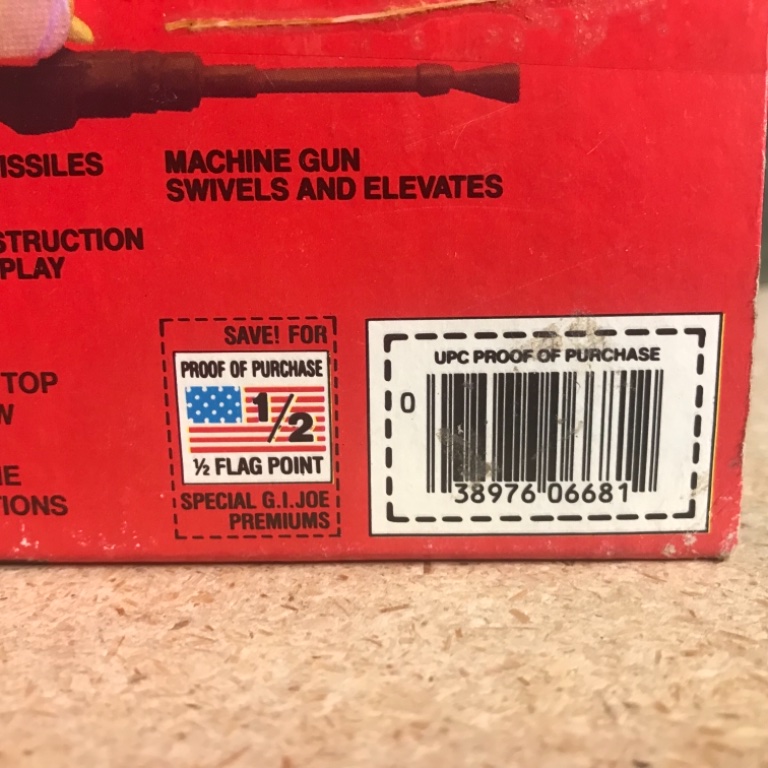 ISSILES
MACHINE GUN
SWIVELS AND ELEVATES
STRUCTION
PLAY
TOP
W
IE
TIONS
SAVE! FOR
PROOF OF PURCHASE
1/2
½ FLAG POINT
SPECIAL G.I.JOE
PREMIUMS
UPC PROOF OF PURCHASE
0
38976 06681